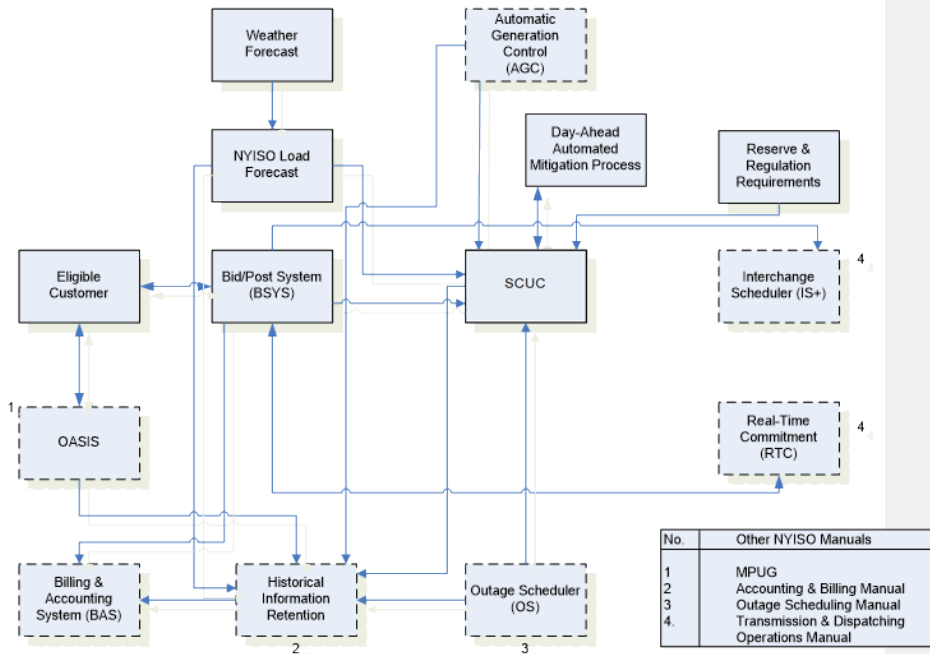 Weather
Forecast
Automatic
Generation
Control
(AGC)
NYISO Load
Forecast
Day-Ahead
Automated
Mitigation Process
Reserve &
Regulation
Requirements
Eligible
Customer
Bid/Post System
(BSYS)
SCUC
Interchange
Scheduler (IS+)
4
4
1
OASIS
Real-Time
Commitment
(RTC)
4
4
Billing &
Accounting
System (BAS)
Historical
Information
Retention
2
Outage Scheduler
(OS)
3
No. Other NYISO Manuals
1 MPUG
2 Accounting & Billing Manual
3 Outage Scheduling Manual
4. Transmission & Dispatching
Operations Manual